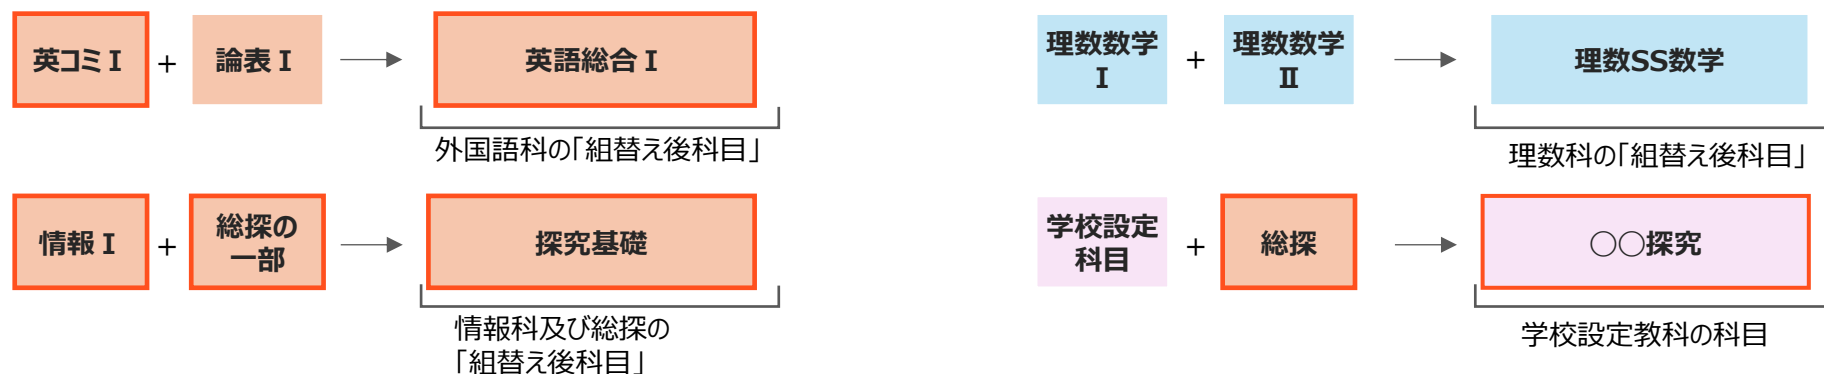 英コミⅠ + 論表Ⅰ 英語総合Ⅰ
外国語科の「組替え後科目」
情報Ⅰ + 総探の
一部 探究基礎
情報科及び総探の
「組替え後科目」
理数数学
Ⅰ + 理数数学
Ⅱ 理数SS数学
理数科の「組替え後科目」
学校設定
科目 + 総探 〇〇探究
学校設定教科の科目